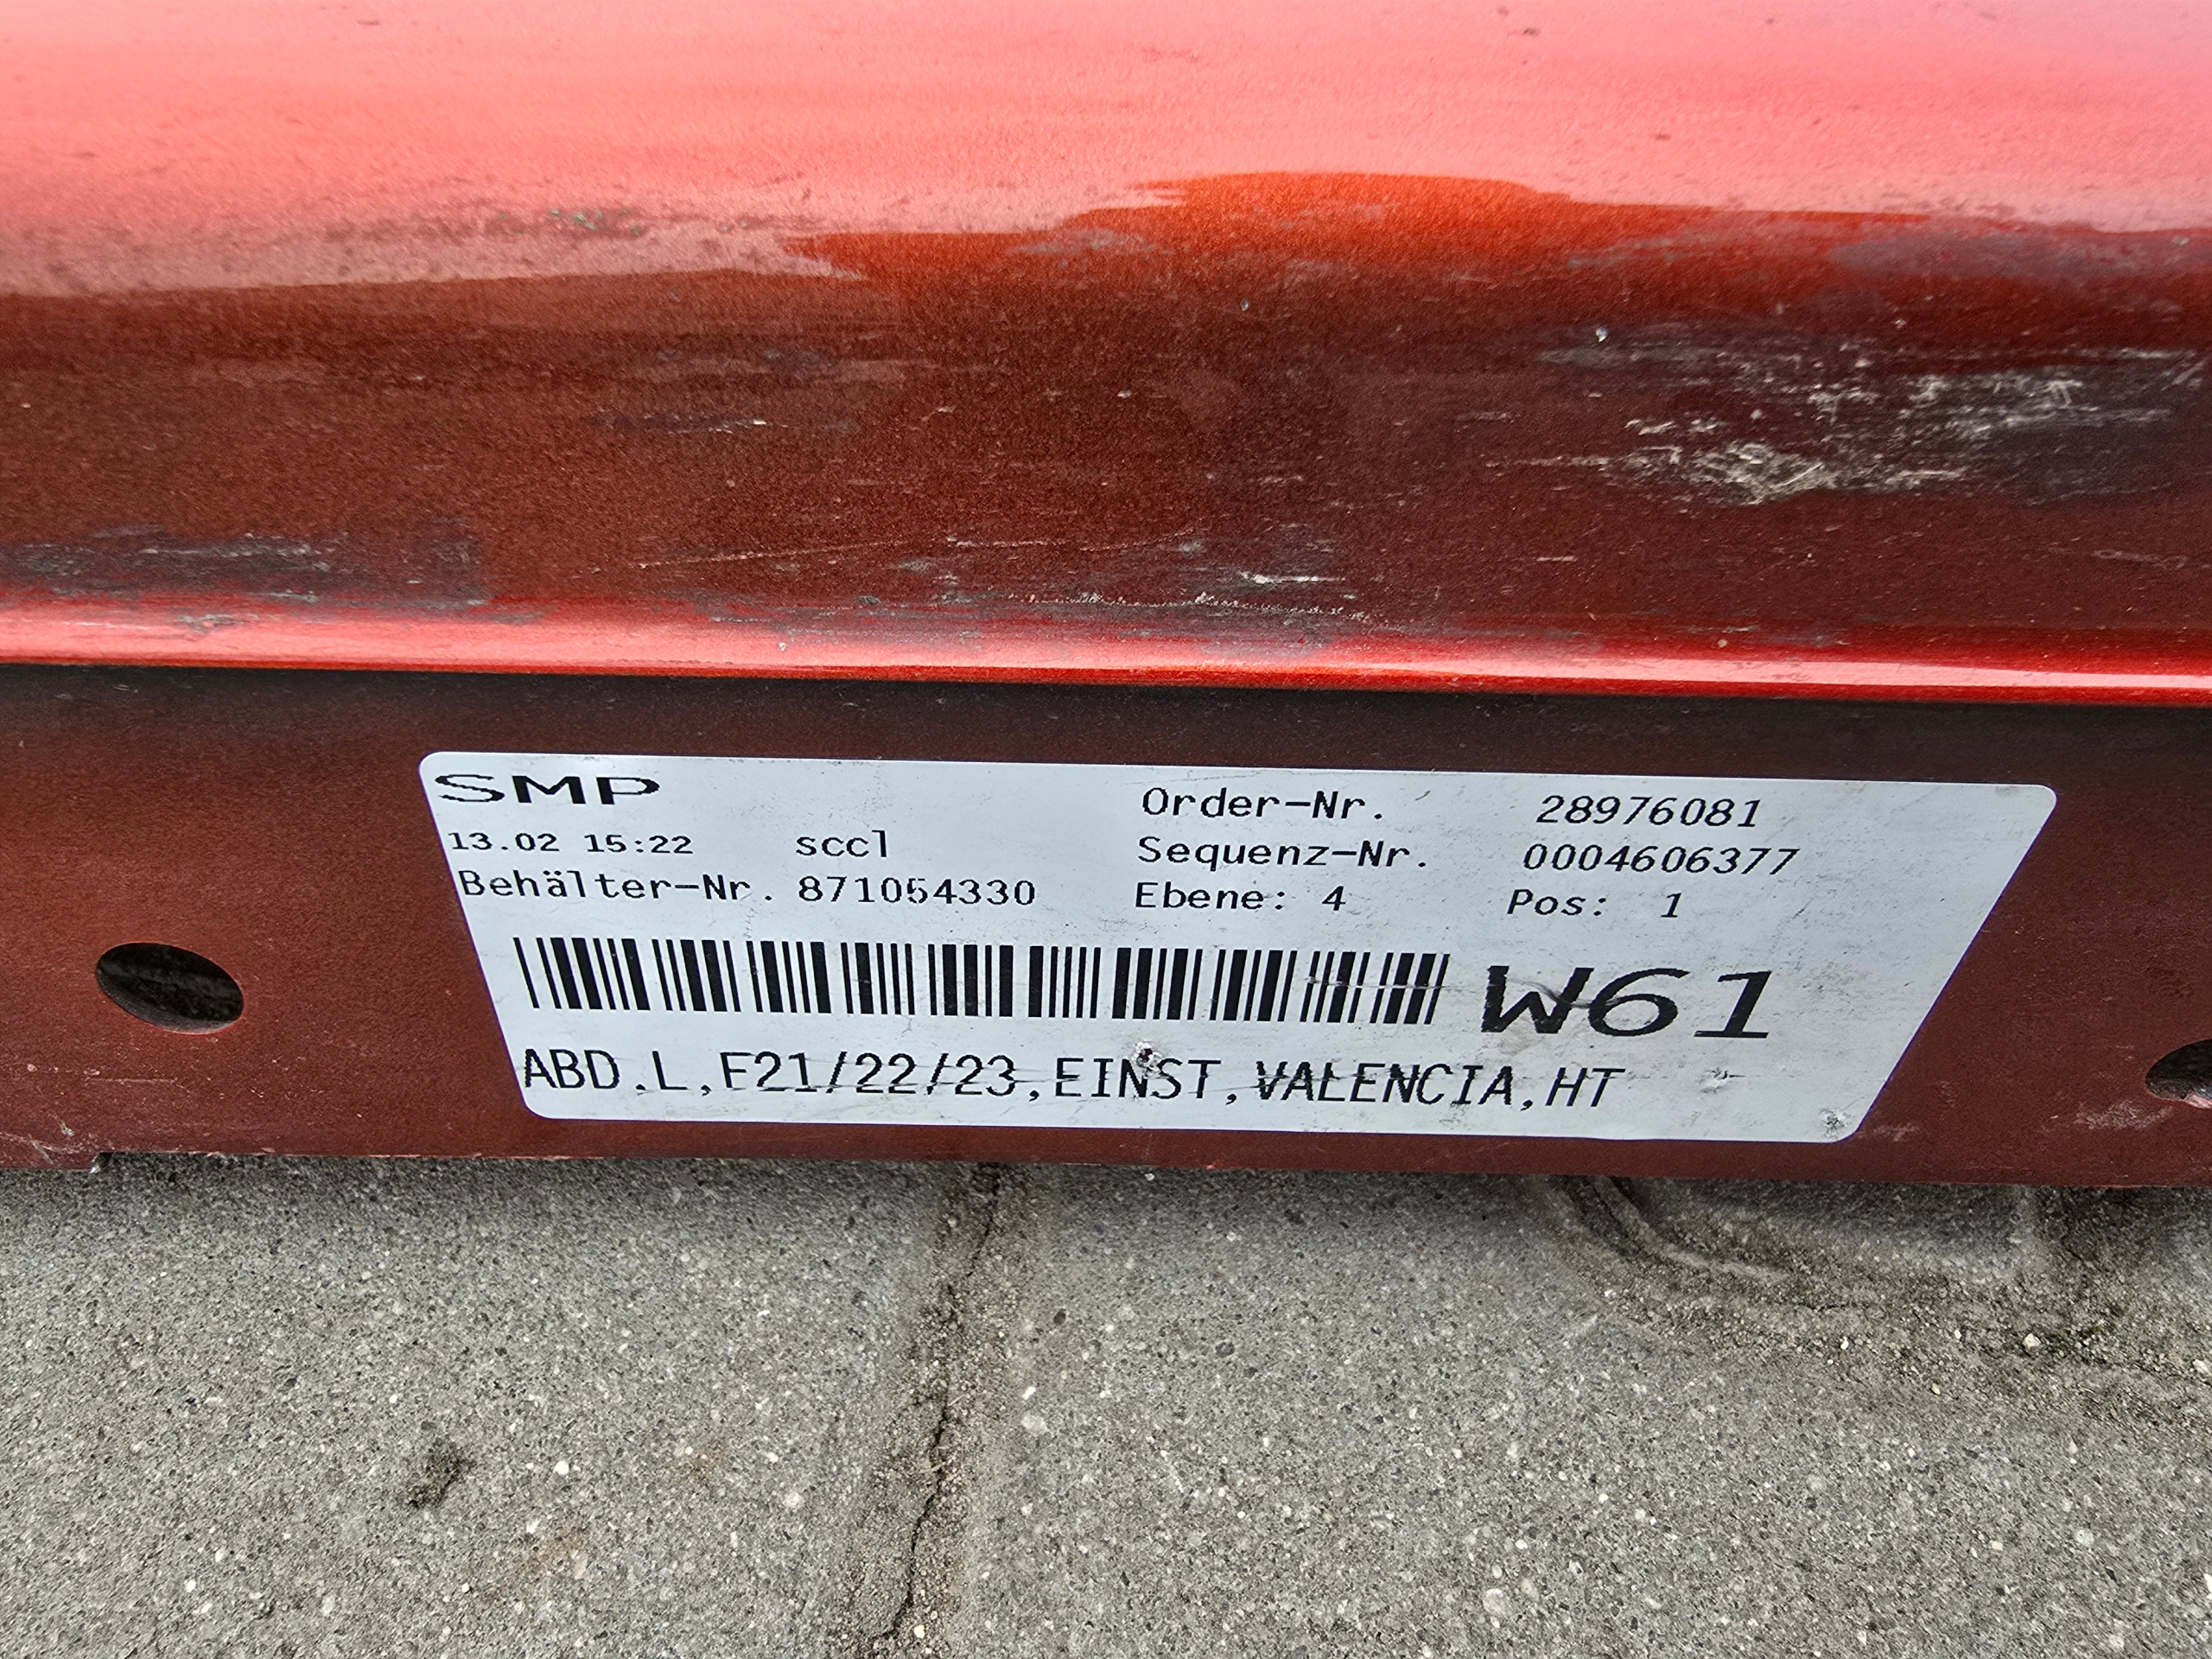 SMP
13.02 15:22 sccl
Behälter-Nr. 871054330
Order-Nr. 28976081
Sequenz-Nr. 0004606377
Ebene: 4 Pos: 1
W61
ABD.L,F21/22/23,EINST,VALENCIA,HT